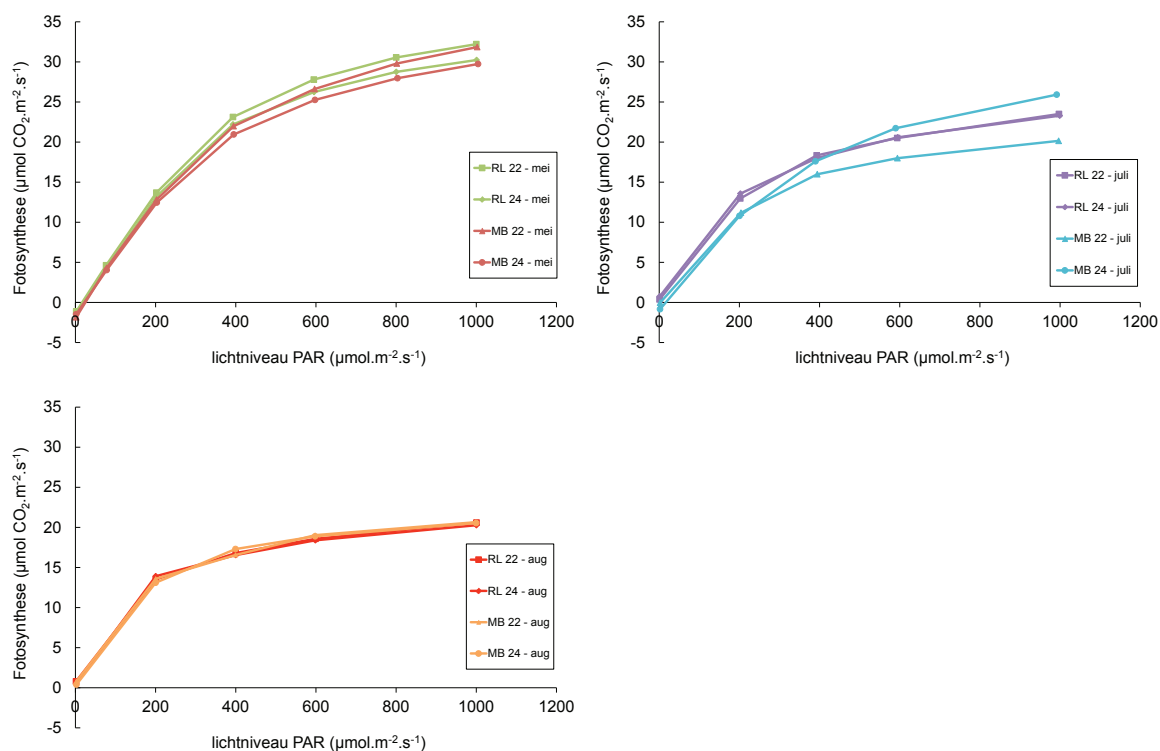 35
30
25
20
15
10
5
0
-5
0
200
400
600
800
1000
1200
Fotosynthese (µmol CO₂.m⁻².s⁻¹)
lichtniveau PAR (µmol.m⁻².s⁻¹)
RL 22 - mei
RL 24 - mei
MB 22 - mei
MB 24 - mei
35
30
25
20
15
10
5
0
-5
0
200
400
600
800
1000
1200
Fotosynthese (µmol CO₂.m⁻².s⁻¹)
lichtniveau PAR (µmol.m⁻².s⁻¹)
RL 22 - juli
RL 24 - juli
MB 22 - juli
MB 24 - juli
35
30
25
20
15
10
5
0
-5
0
200
400
600
800
1000
1200
Fotosynthese (µmol CO₂.m⁻².s⁻¹)
lichtniveau PAR (µmol.m⁻².s⁻¹)
RL 22 - aug
RL 24 - aug
MB 22 - aug
MB 24 - aug